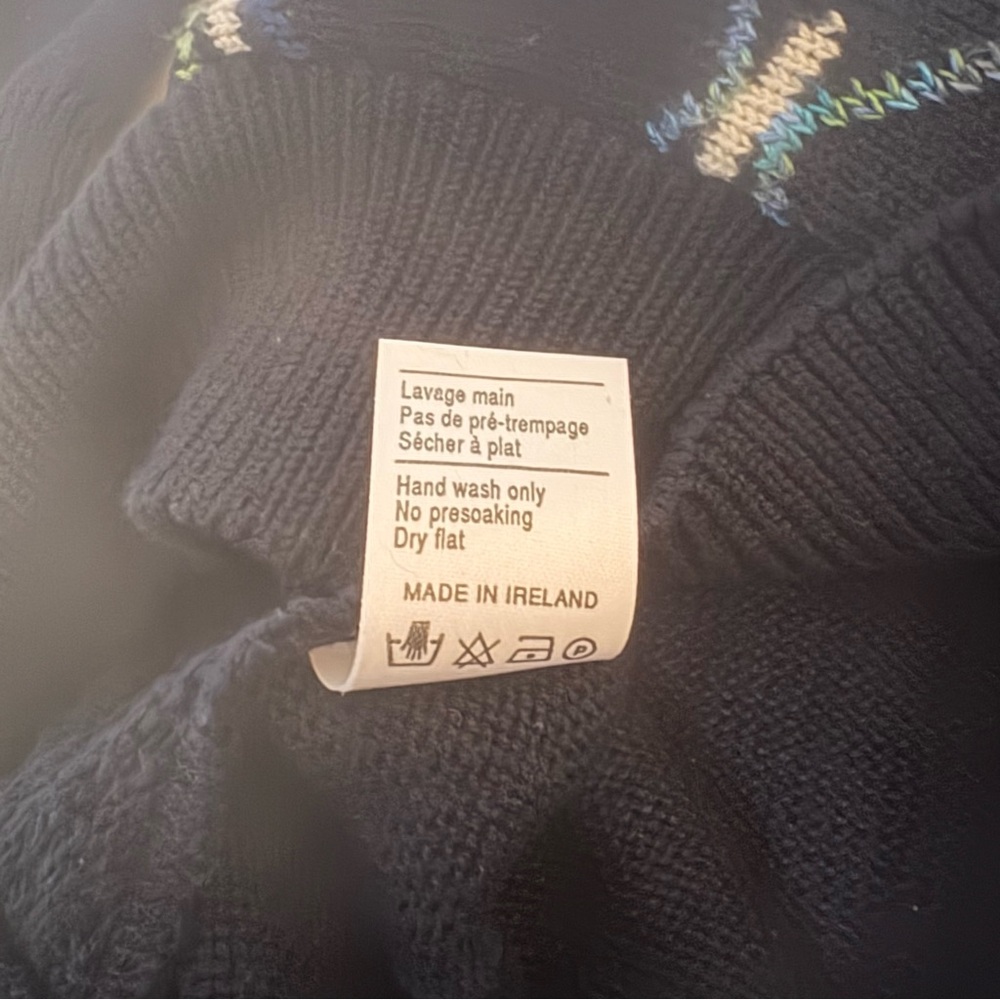 Lavage main
Pas de pré-trempage
Sécher à plat
Hand wash only
No presoaking
Dry flat
MADE IN IRELAND
P